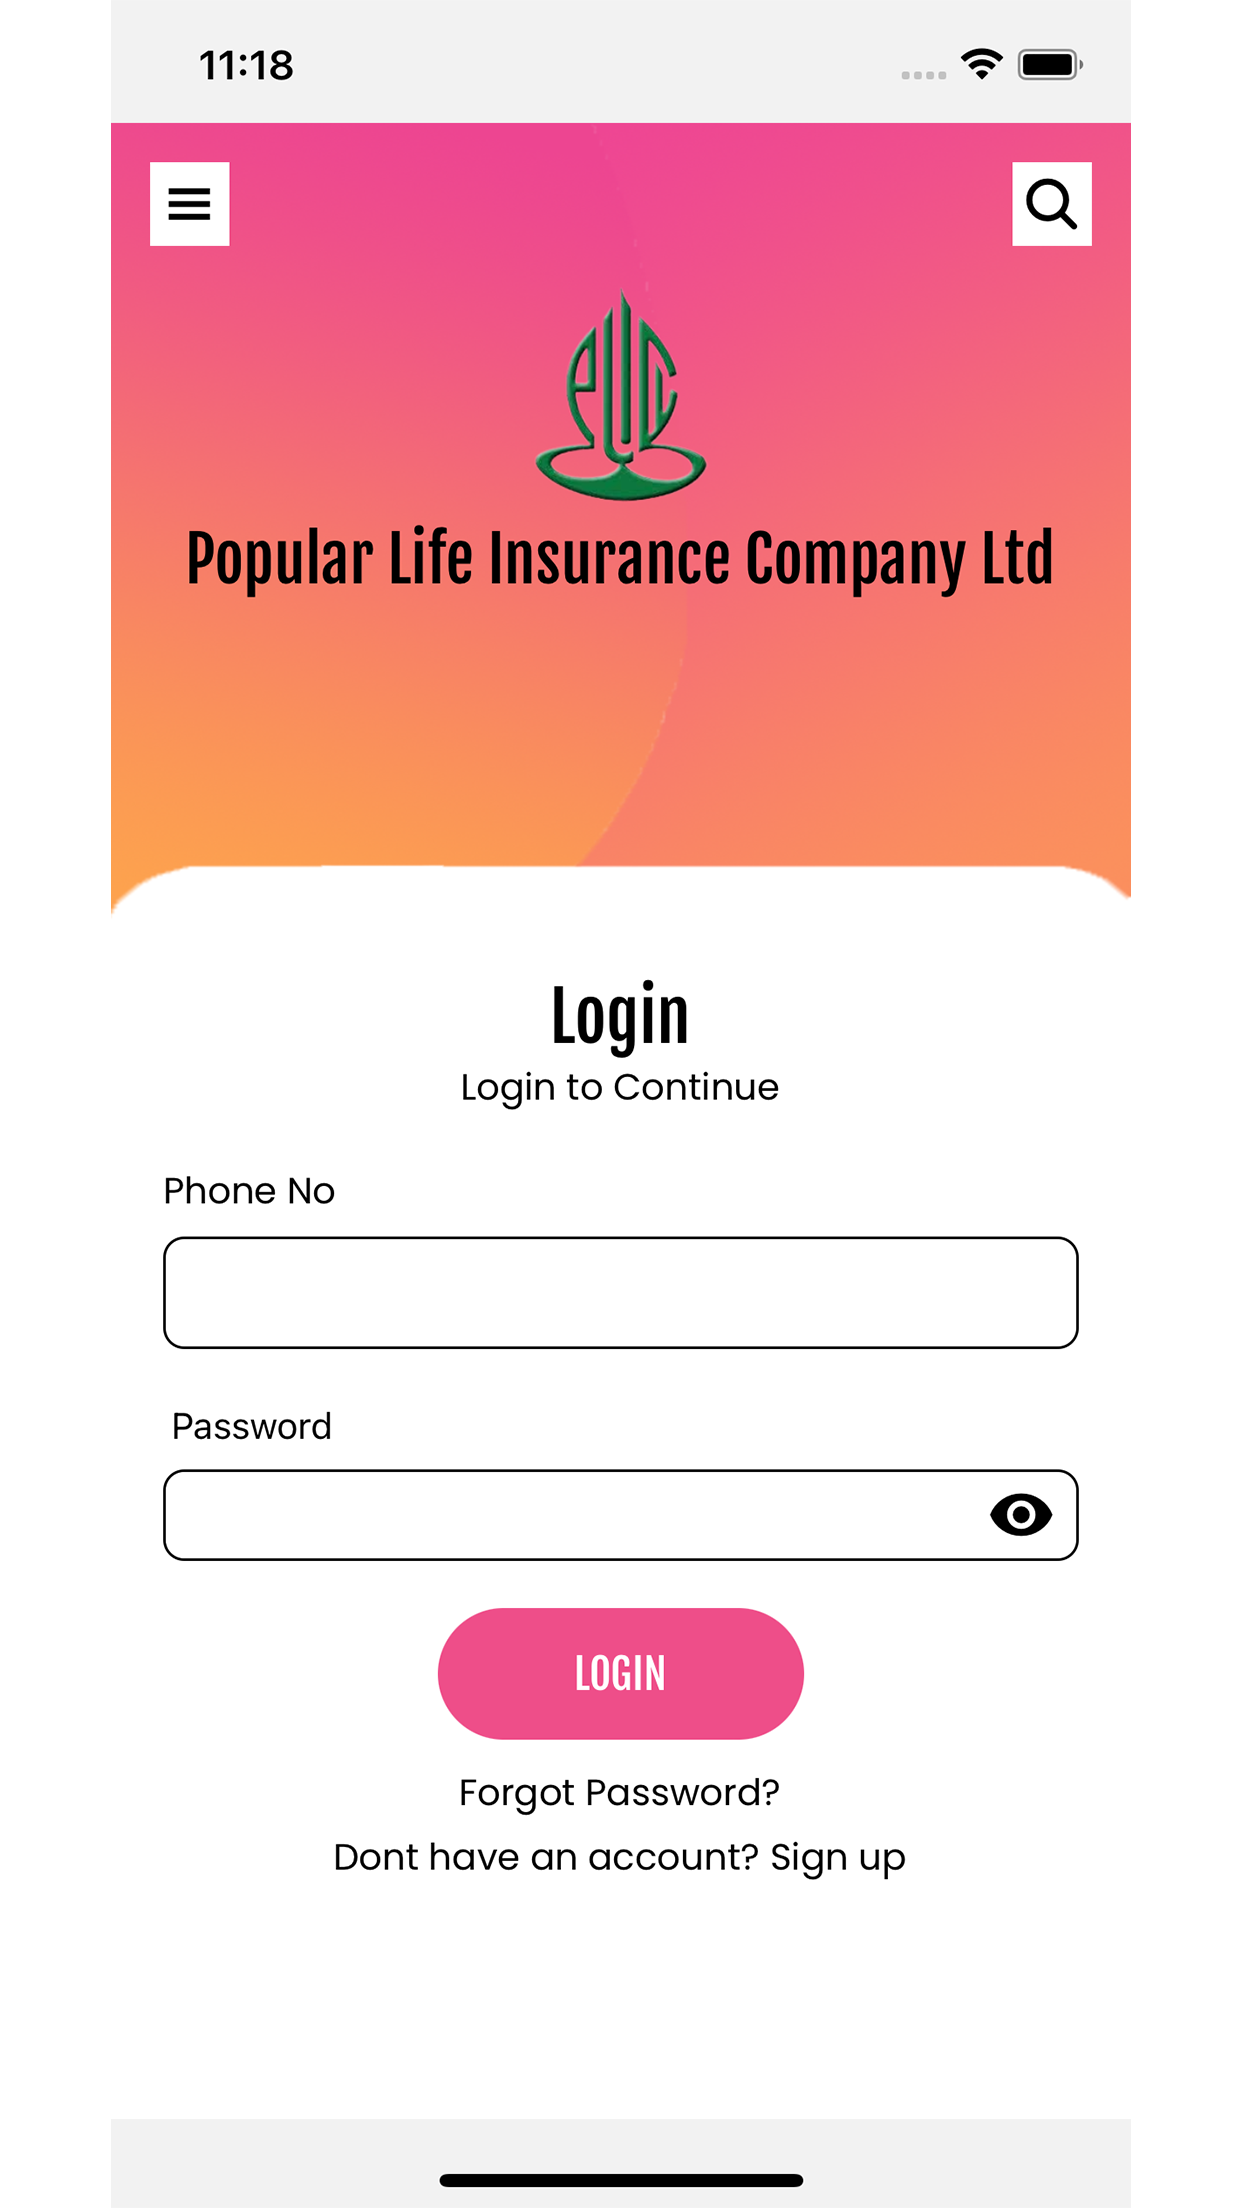 11:18
PLIC
Popular Life Insurance Company Ltd
Login
Login to Continue
Phone No
Password
LOGIN
Forgot Password?
Dont have an account? Sign up